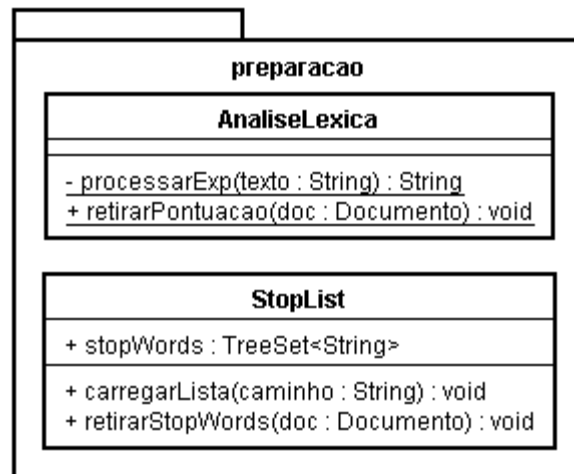 preparacao
AnaliseLexica
- processarExp(texto : String) : String
+ retirarPontuacao(doc : Documento) : void
StopList
+ stopWords : TreeSet<String>
+ carregarLista(caminho : String) : void
+ retirarStopWords(doc : Documento) : void